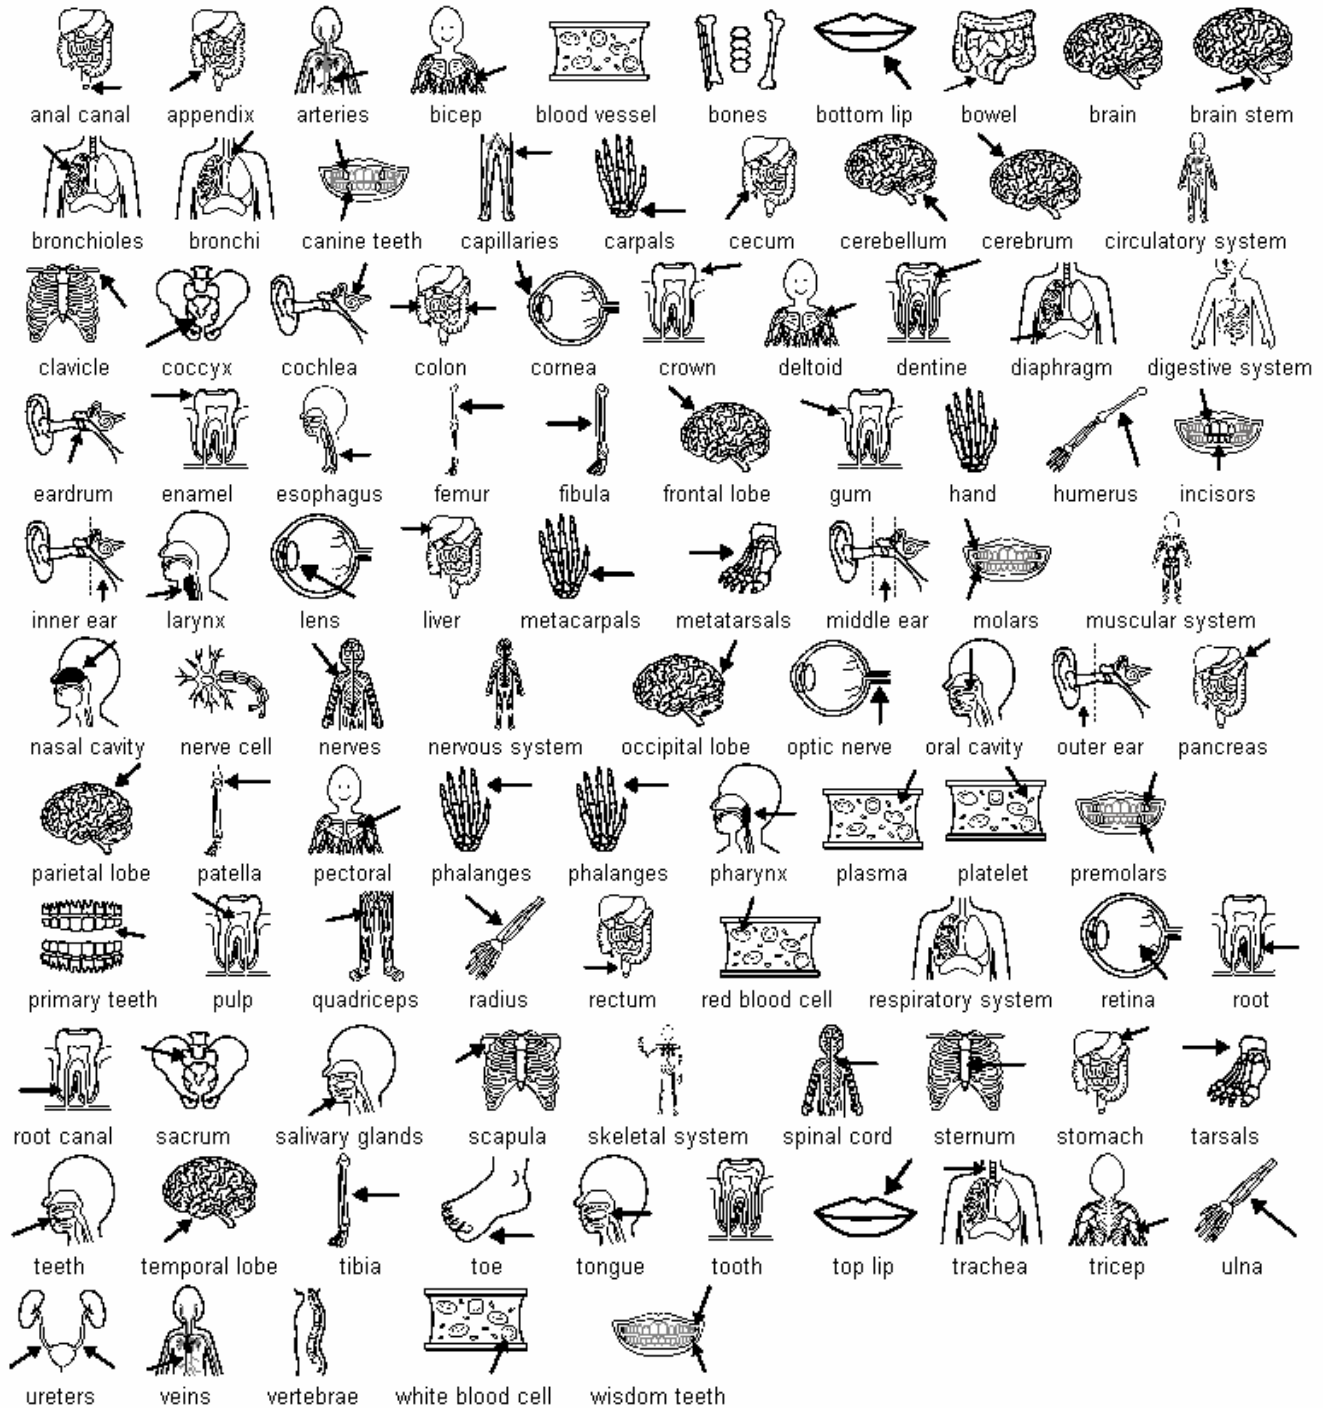 anal canal appendix arteries bicep blood vessel bones bottom lip bowel brain brain stem
bronchioles bronchi canine teeth capillaries carpals cecum cerebellum cerebrum circulatory system
clavicle coccyx cochlea colon cornea crown deltoid dentine diaphragm digestive system
eardrum enamel esophagus femur fibula frontal lobe gum hand humerus incisors
inner ear larynx lens liver metacarpals metatarsals middle ear molars muscular system
nasal cavity nerve cell nerves nervous system occipital lobe optic nerve oral cavity outer ear pancreas
parietal lobe patella pectoral phalanges phalanges pharynx plasma platelet premolars
primary teeth pulp quadriceps radius rectum red blood cell respiratory system retina root
root canal sacrum salivary glands scapula skeletal system spinal cord sternum stomach tarsals
teeth temporal lobe tibia toe tongue tooth top lip trachea tricep ulna
ureters veins vertebrae white blood cell wisdom teeth